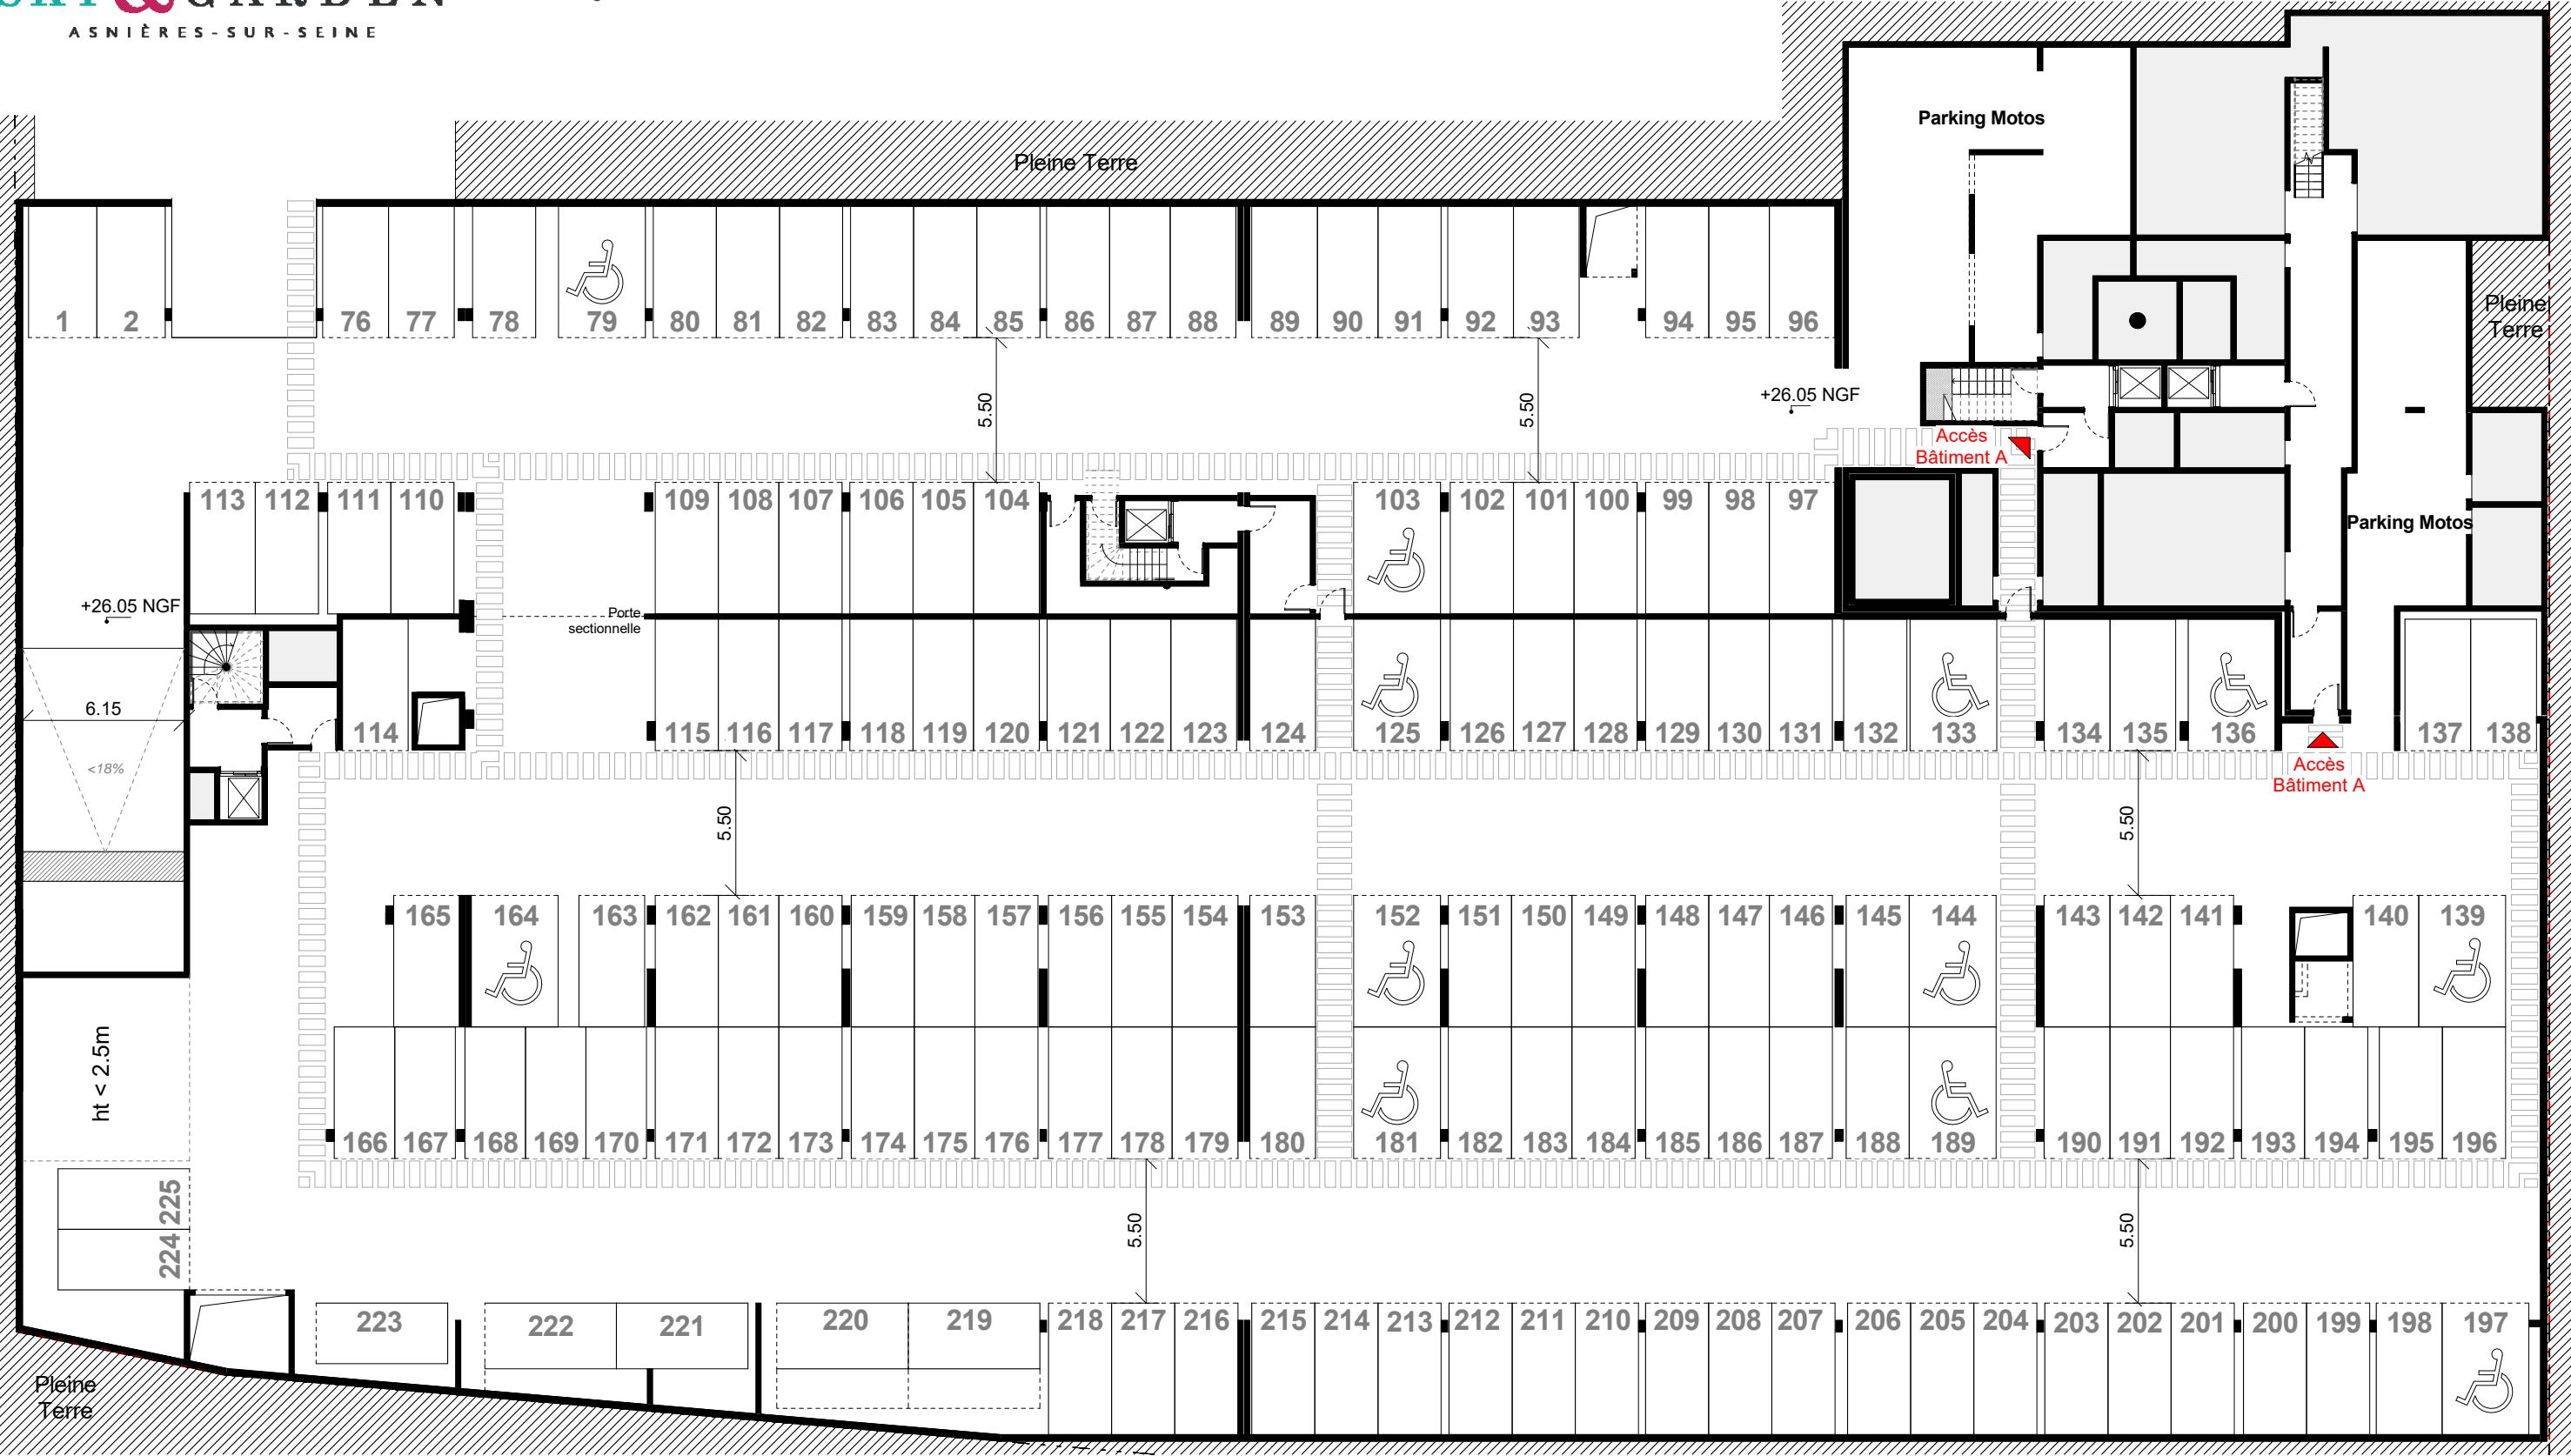 SKY & GARDEN
ASNIÈRES-SUR-SEINE
Parking Motos
Pleine Terre
1 2 76 77 78 79 80 81 82 83 84 85 86 87 88 89 90 91 92 93 94 95 96
Pleine
Terre
5.50
5.50
+26.05 NGF
Accès
Bâtiment A
113 112 111 110 109 108 107 106 105 104 103 102 101 100 99 98 97
Parking Motos
+26.05 NGF
Porte
sectionnelle
6.15
114 115 116 117 118 119 120 121 122 123 124 125 126 127 128 129 130 131 132 133 134 135 136 137 138
<18%
Accès
Bâtiment A
5.50
5.50
165 164 163 162 161 160 159 158 157 156 155 154 153 152 151 150 149 148 147 146 145 144 143 142 141 140 139
ht < 2.5m
166 167 168 169 170 171 172 173 174 175 176 177 178 179 180 181 182 183 184 185 186 187 188 189 190 191 192 193 194 195 196
225
224
5.50
5.50
223 222 221 220 219 218 217 216 215 214 213 212 211 210 209 208 207 206 205 204 203 202 201 200 199 198 197
Pleine
Terre